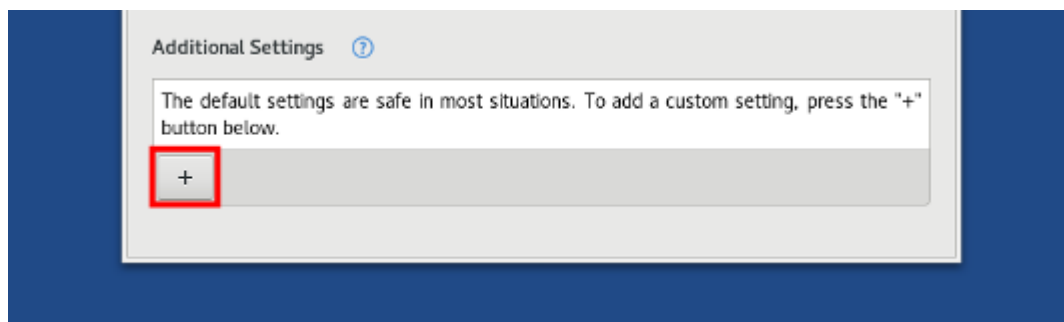 Additional Settings ?
The default settings are safe in most situations. To add a custom setting, press the "+"
button below.
+